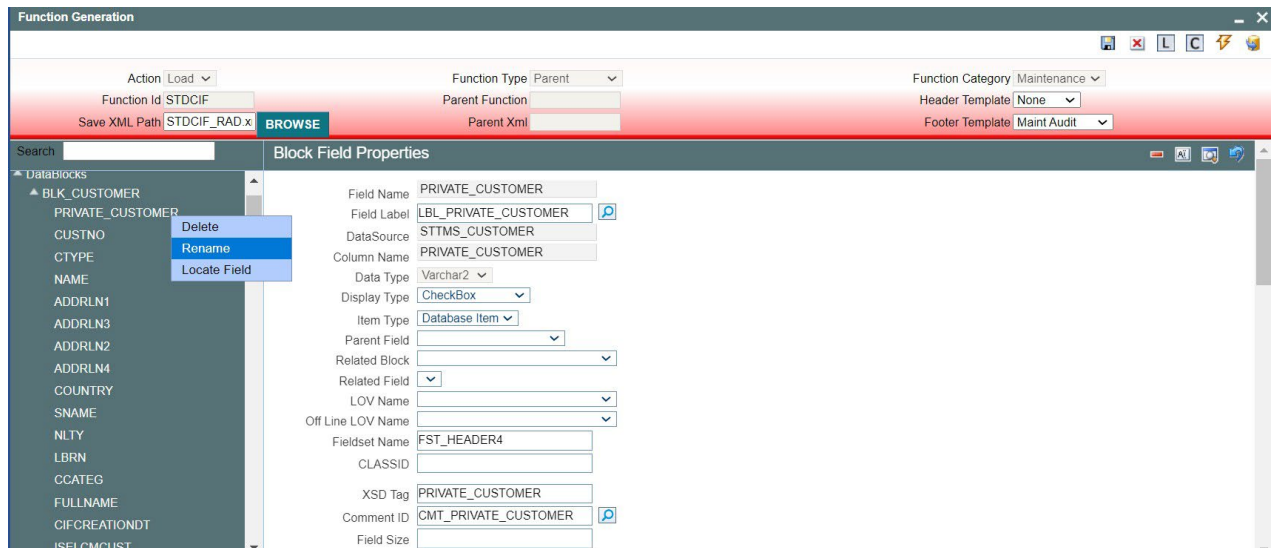 Function Generation
L C
Action Load Function Type Parent Function Category Maintenance
Function Id STDCIF Parent Function Header Template None
Save XML Path STDCIF_RAD.x BROWSE Parent Xml Footer Template Maint Audit
Search Block Field Properties AI
DataBlocks
BLK_CUSTOMER
PRIVATE_CUSTOMER
CUSTNO
CTYPE
NAME
ADDRLN1
ADDRLN3
ADDRLN2
ADDRLN4
COUNTRY
SNAME
NLTY
LBRN
CCATEG
FULLNAME
CIFCREATIONDT
ISELCMCUST
Delete
Rename
Locate Field
Field Name PRIVATE_CUSTOMER
Field Label LBL_PRIVATE_CUSTOMER
DataSource STTMS_CUSTOMER
Column Name PRIVATE_CUSTOMER
Data Type Varchar2
Display Type CheckBox
Item Type Database Item
Parent Field
Related Block
Related Field
LOV Name
Off Line LOV Name
Fieldset Name FST_HEADER4
CLASSID
XSD Tag PRIVATE_CUSTOMER
Comment ID CMT_PRIVATE_CUSTOMER
Field Size